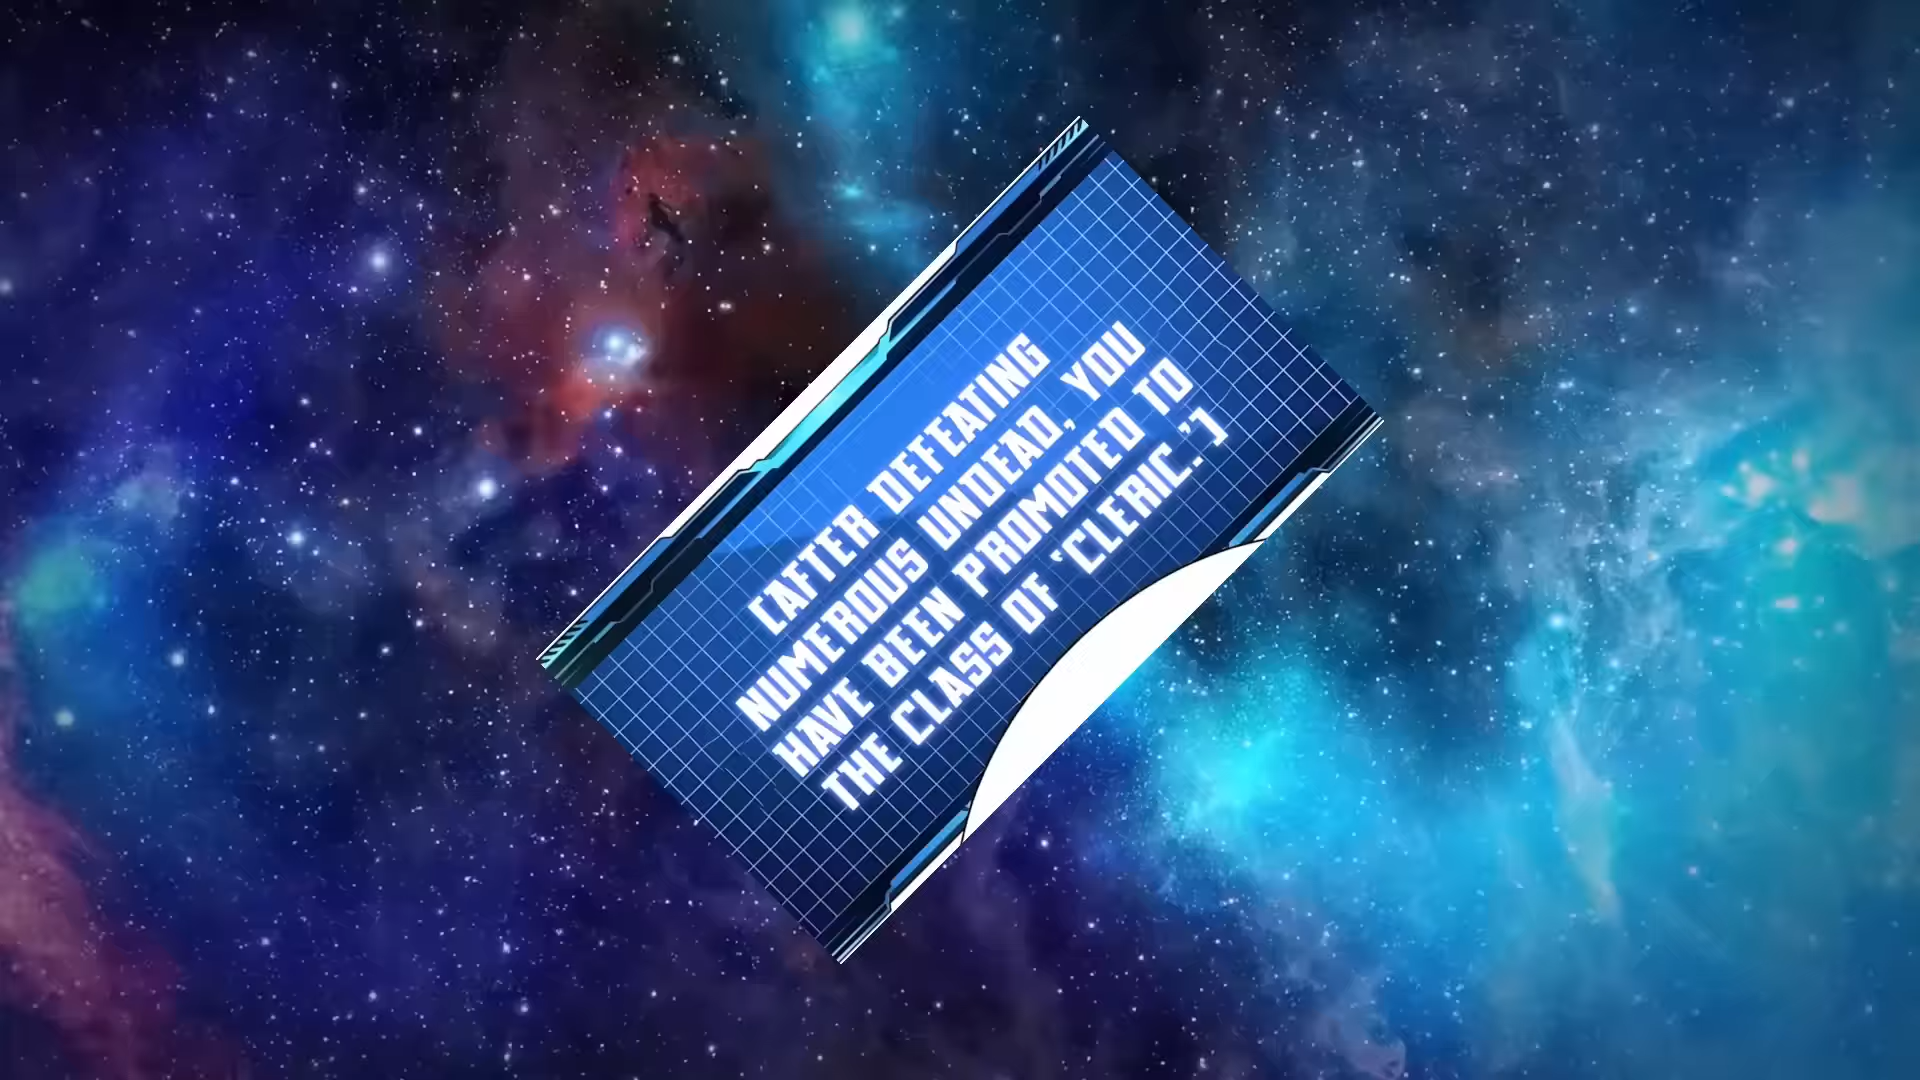 [AFTER DEFEATING
NUMEROUS UNDEAD, YOU
HAVE BEEN PROMOTED TO
THE CLASS OF 'CLERIC.']